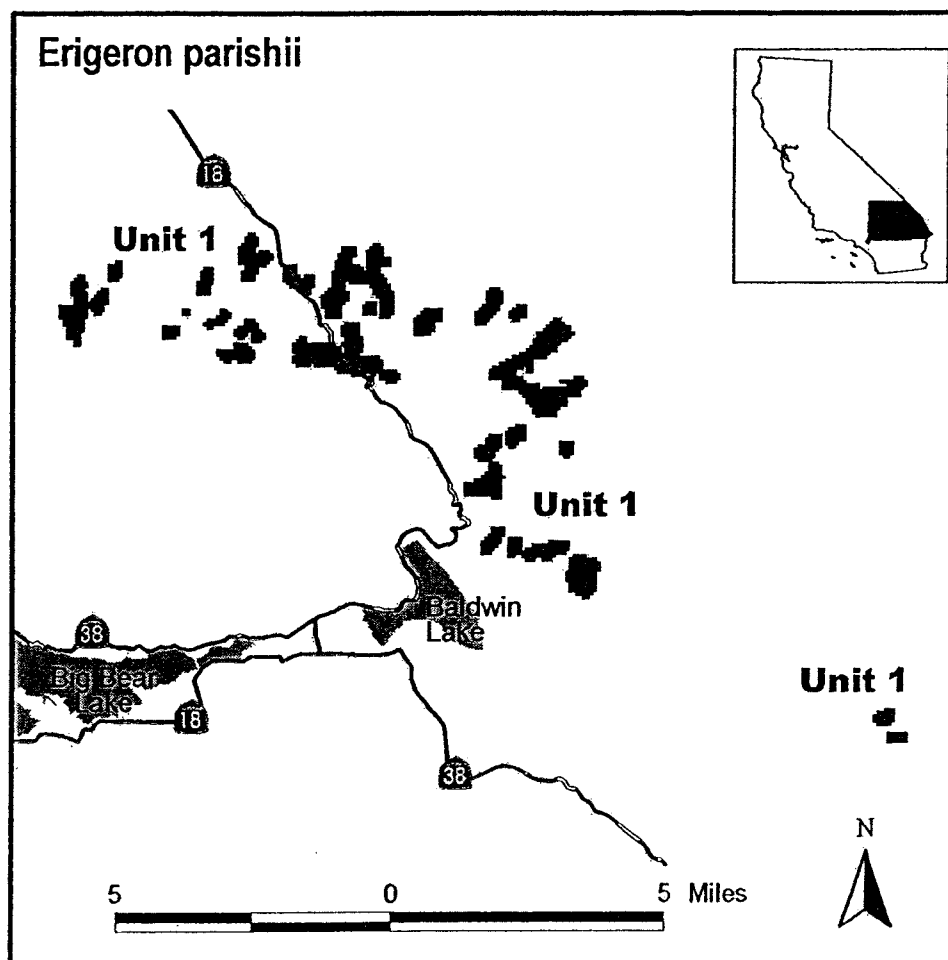 Erigeron parishii
18
Unit 1
Unit 1
Baldwin
Lake
38
Big Bear
Lake
Unit 1
18
38
N
5 0 5 Miles